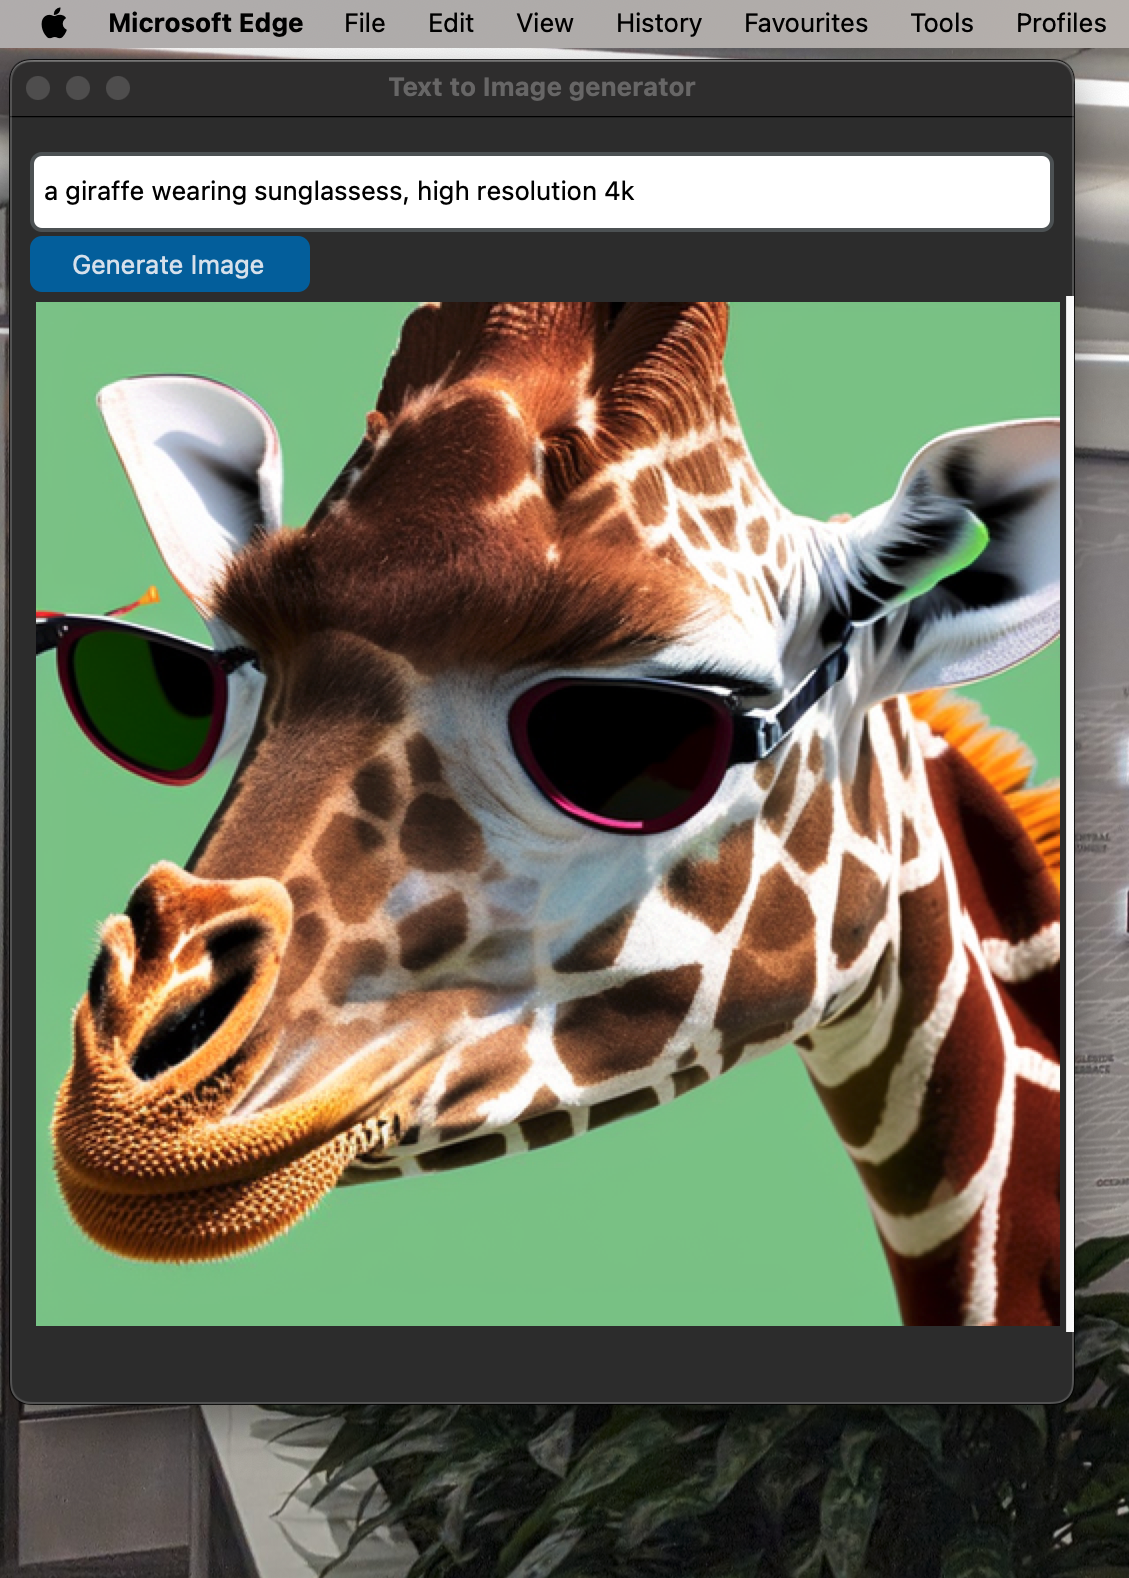 Microsoft Edge File Edit View History Favourites Tools Profiles
Text to Image generator
a giraffe wearing sunglassess, high resolution 4k
Generate Image